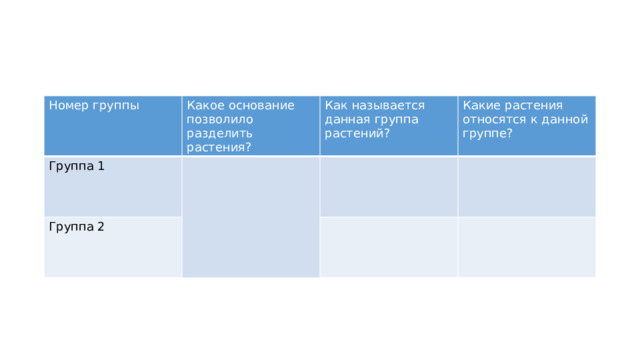 Номер группы
Какое основание
позволило
разделить
растения?
Как называется
данная группа
растений?
Какие растения
относятся к данной
группе?
Группа 1
Группа 2